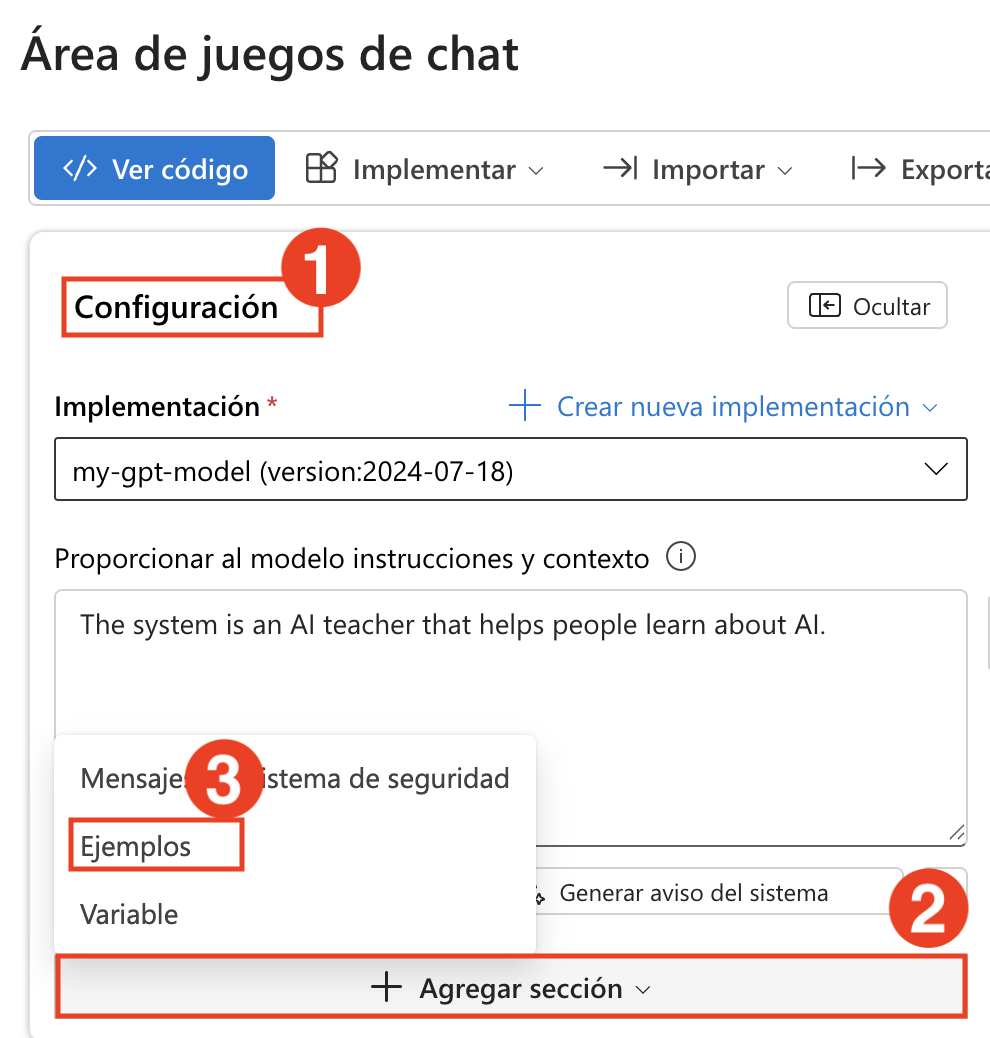 Área de juegos de chat
</> Ver código Implementar Importar Exporta
1
Configuración Ocultar
Implementación * Crear nueva implementación
my-gpt-model (version:2024-07-18)
Proporcionar al modelo instrucciones y contexto
The system is an AI teacher that helps people learn about AI.
3
Mensaje istema de seguridad
Ejemplos
Variable
Generar aviso del sistema
2
Agregar sección